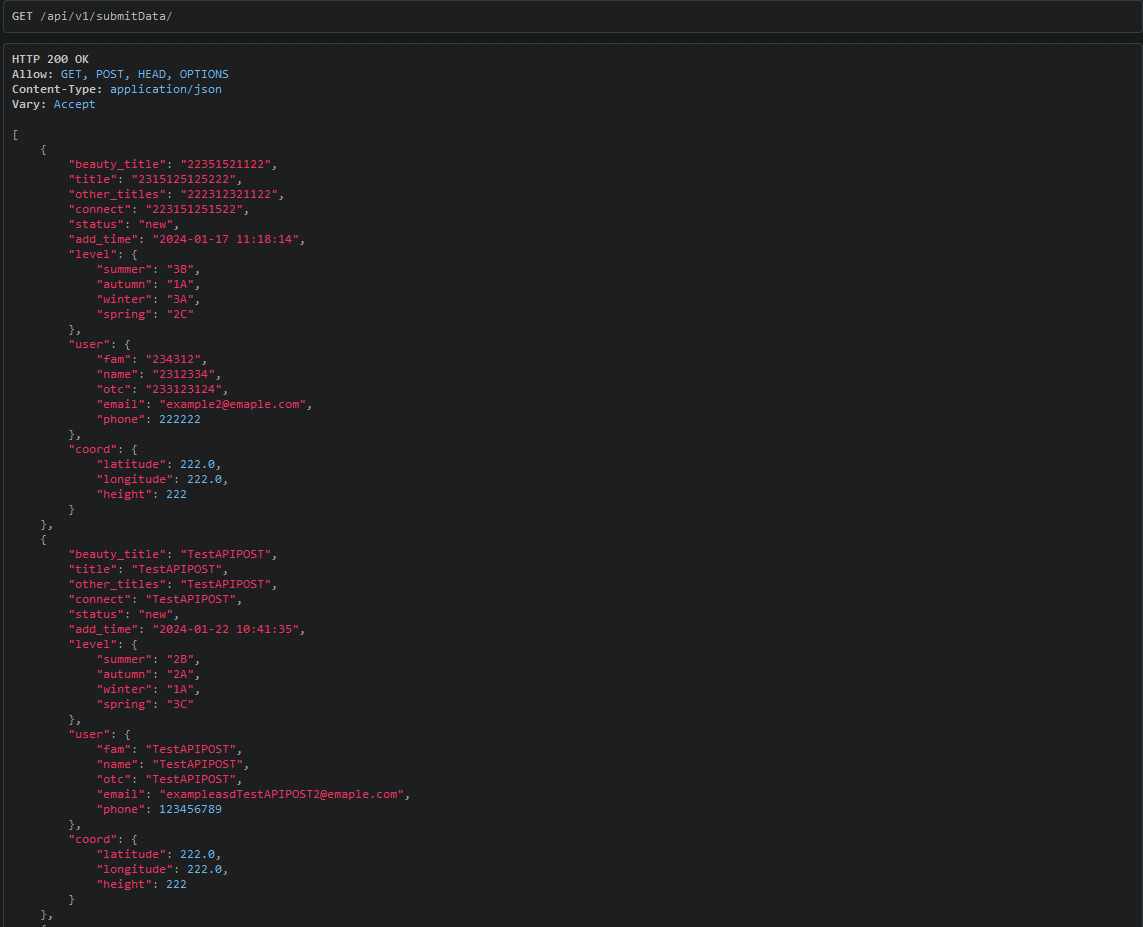 GET /api/v1/submitData/
HTTP 200 OK
Allow: GET, POST, HEAD, OPTIONS
Content-Type: application/json
Vary: Accept
[
    {
        "beauty_title": "22351521122",
        "title": "2315125125222",
        "other_titles": "222312321122",
        "connect": "223151251522",
        "status": "new",
        "add_time": "2024-01-17 11:18:14",
        "level": {
            "summer": "3B",
            "autumn": "1A",
            "winter": "3A",
            "spring": "2C"
        },
        "user": {
            "fam": "234312",
            "name": "2312334",
            "otc": "233123124",
            "email": "example2@emaple.com",
            "phone": 222222
        },
        "coord": {
            "latitude": 222.0,
            "longitude": 222.0,
            "height": 222
        }
    },
    {
        "beauty_title": "TestAPIPOST",
        "title": "TestAPIPOST",
        "other_titles": "TestAPIPOST",
        "connect": "TestAPIPOST",
        "status": "new",
        "add_time": "2024-01-22 10:41:35",
        "level": {
            "summer": "2B",
            "autumn": "2A",
            "winter": "1A",
            "spring": "3C"
        },
        "user": {
            "fam": "TestAPIPOST",
            "name": "TestAPIPOST",
            "otc": "TestAPIPOST",
            "email": "exampleasdTestAPIPOST2@emaple.com",
            "phone": 123456789
        },
        "coord": {
            "latitude": 222.0,
            "longitude": 222.0,
            "height": 222
        }
    },